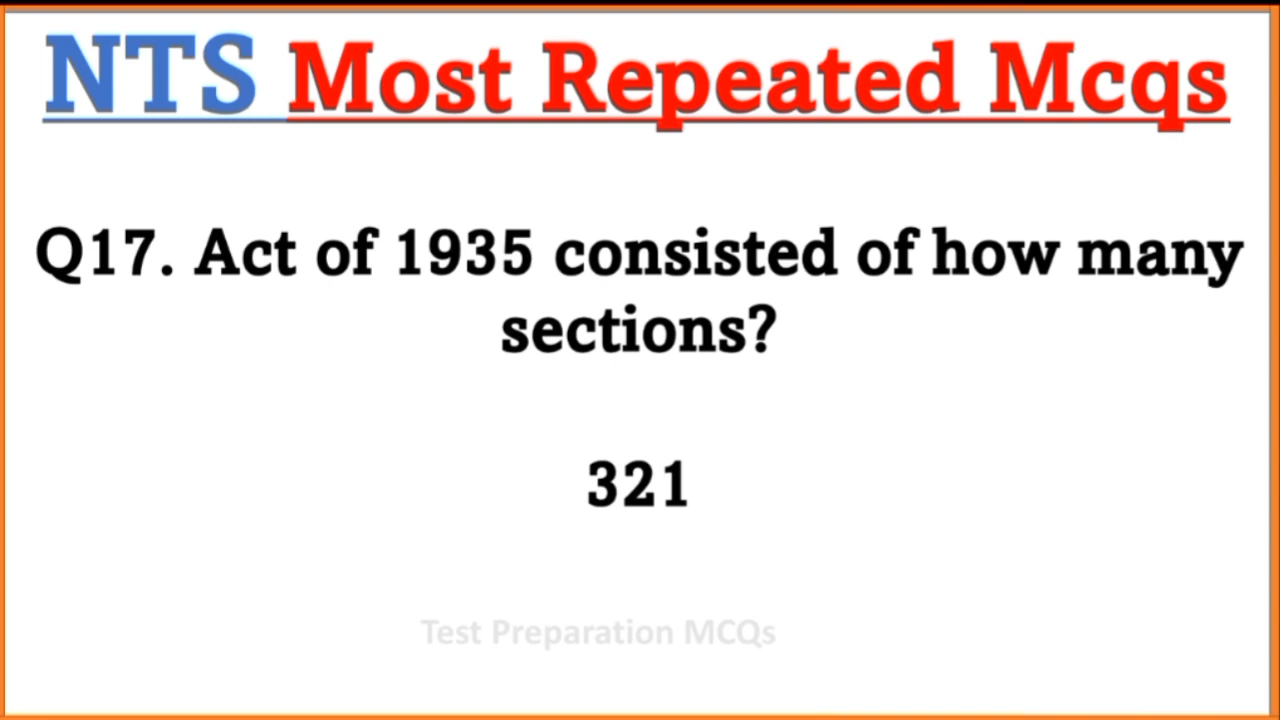 NTS Most Repeated Mcqs
Q17. Act of 1935 consisted of how many
sections?
321
Test Preparation MCQs